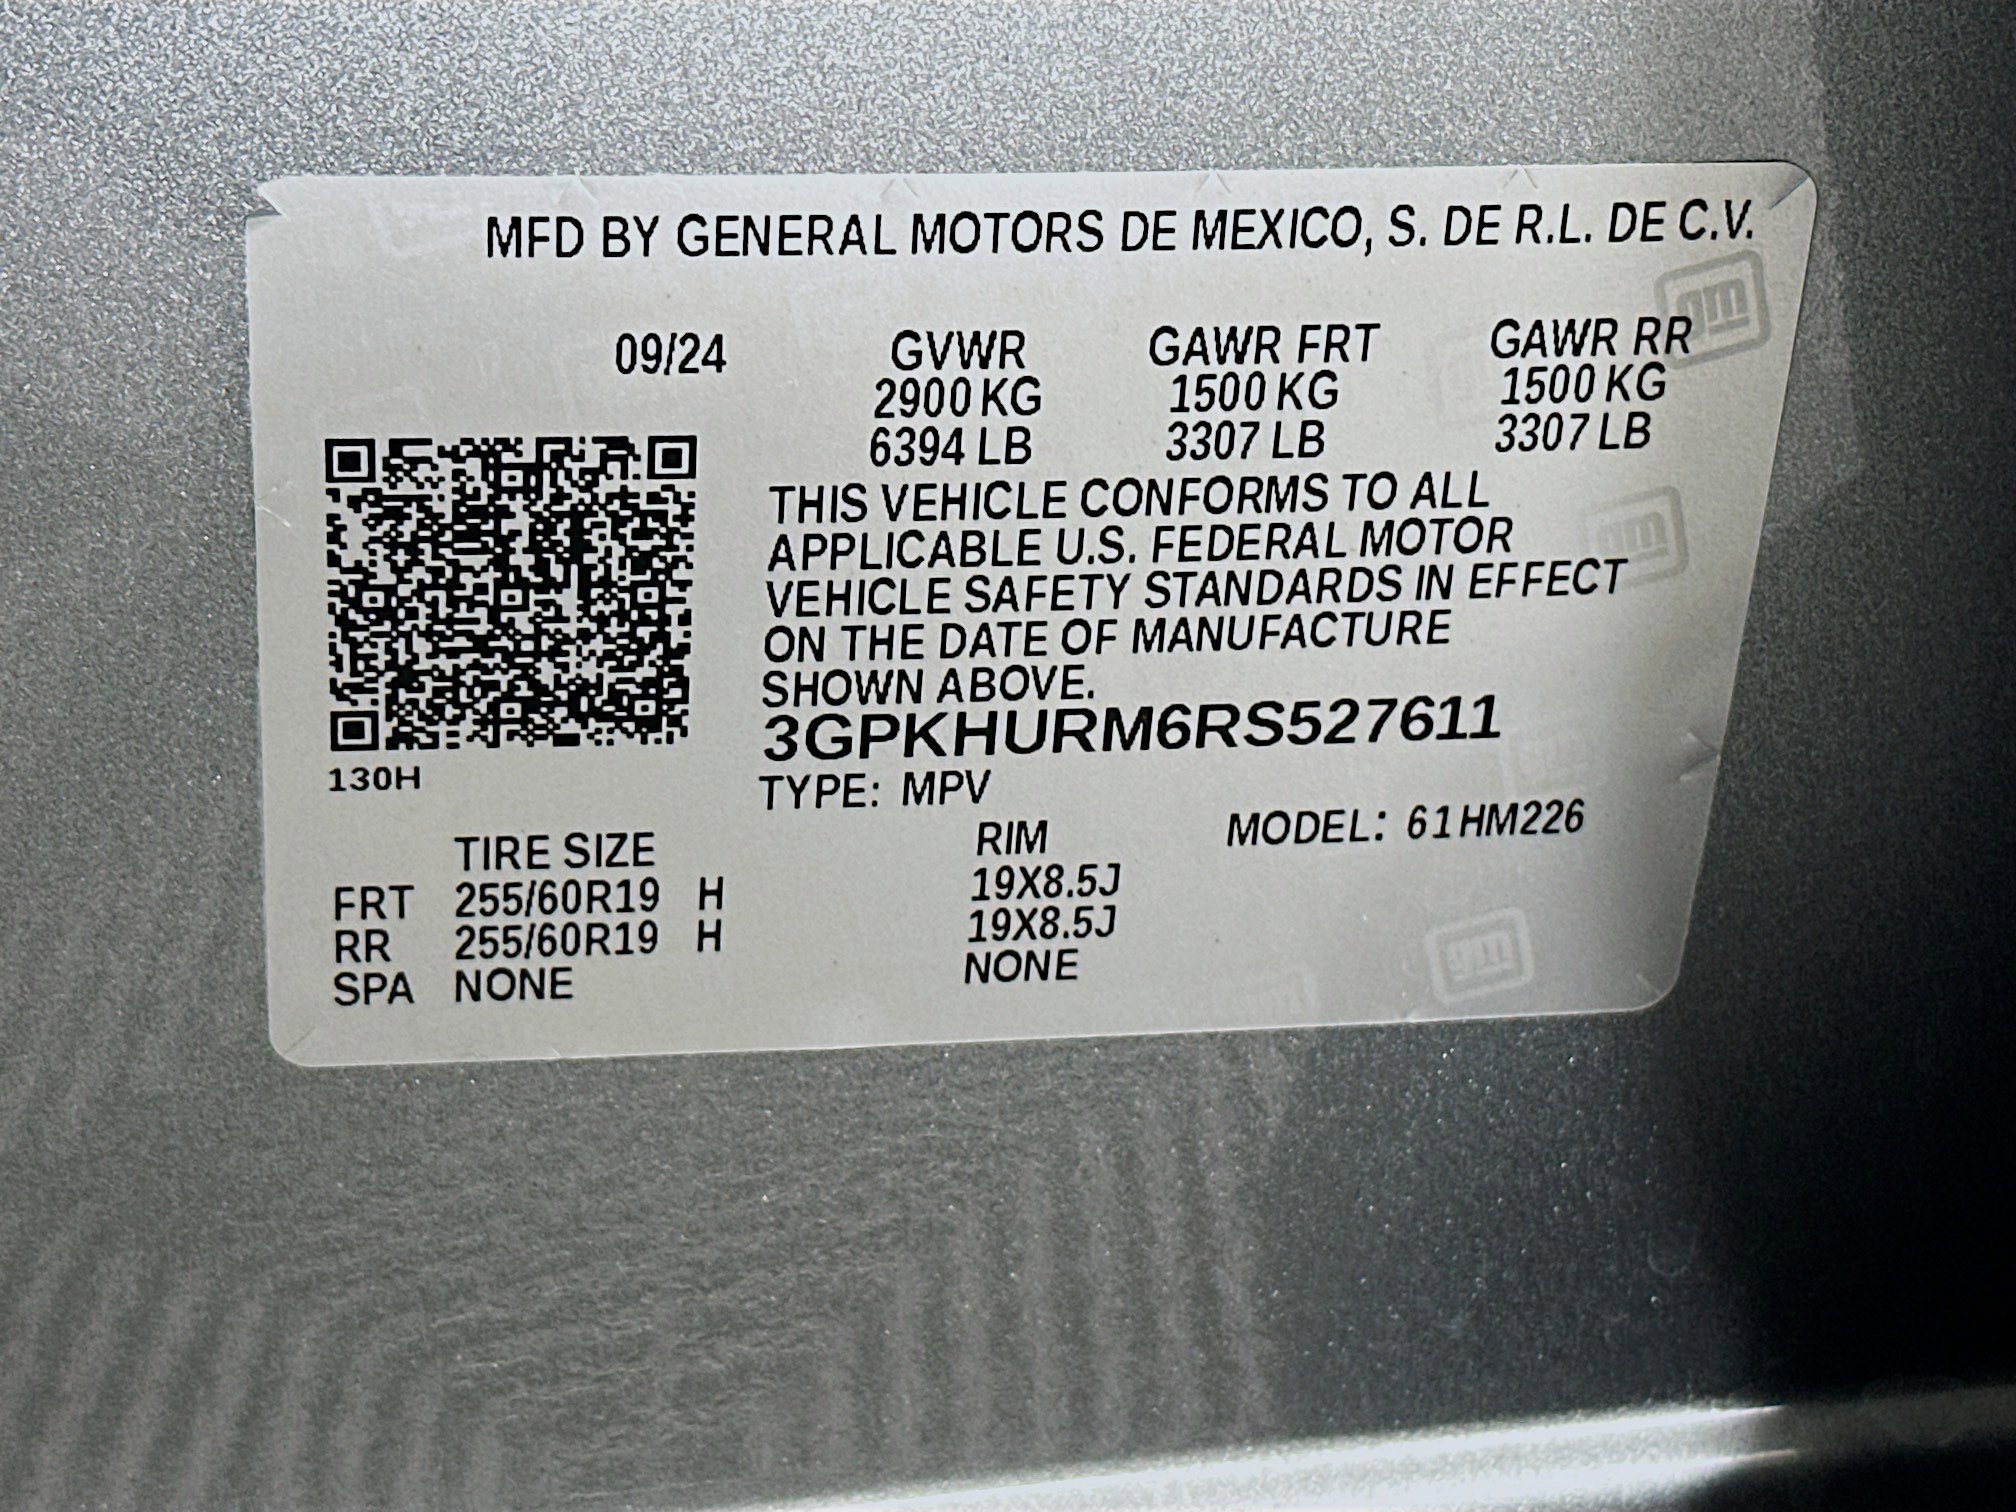 MFD BY GENERAL MOTORS DE MEXICO, S. DE R.L. DE C.V.
09/24 GVWR GAWR FRT GAWR RR
2900 KG 1500 KG 1500 KG
6394 LB 3307 LB 3307 LB
THIS VEHICLE CONFORMS TO ALL
APPLICABLE U.S. FEDERAL MOTOR
VEHICLE SAFETY STANDARDS IN EFFECT
ON THE DATE OF MANUFACTURE
SHOWN ABOVE.
3GPKHURM6RS527611
130H
TYPE: MPV MODEL: 61HM226
TIRE SIZE RIM
FRT 255/60R19 H 19X8.5J
RR 255/60R19 H 19X8.5J
SPA NONE NONE
gm
gm
gm